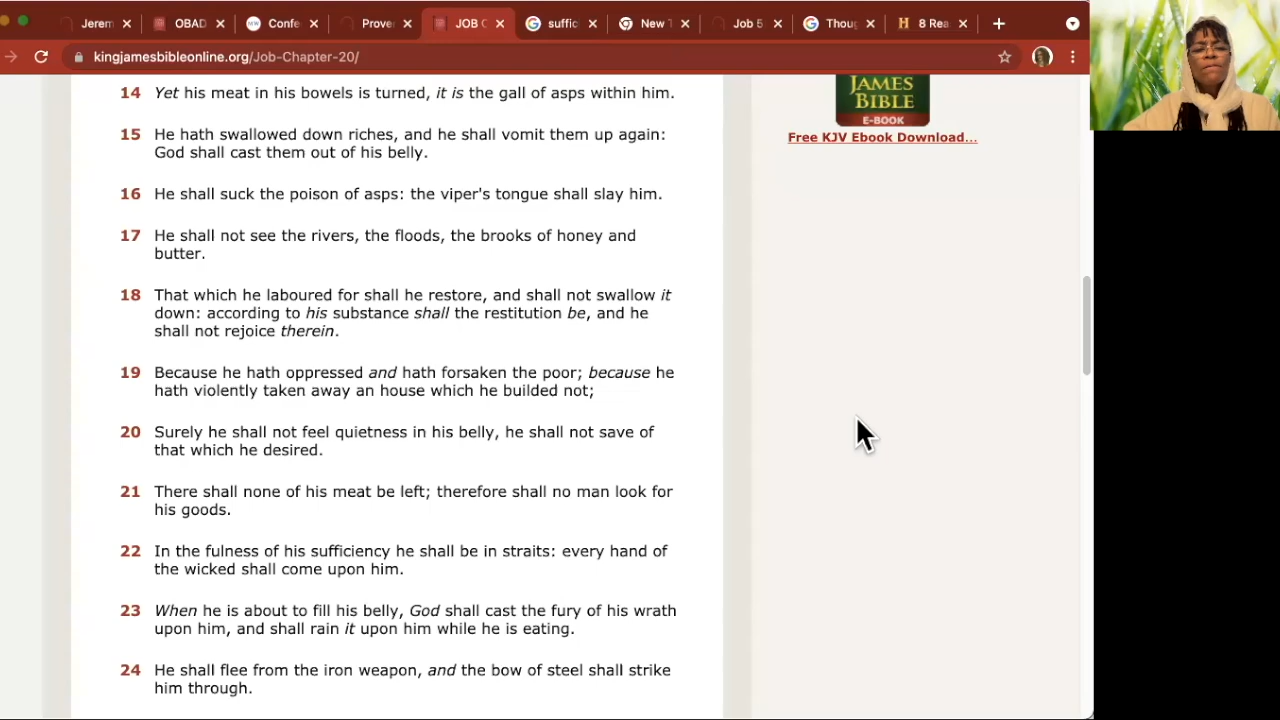 Jerem
OBAD
Confe
Prove
JOB C
suffic
New T
Job 5
Thou
8 Rea
kingjamesbibleonline.org/Job-Chapter-20/
14 Yet his meat in his bowels is turned, it is the gall of asps within him.
15 He hath swallowed down riches, and he shall vomit them up again:
God shall cast them out of his belly.
16 He shall suck the poison of asps: the viper's tongue shall slay him.
17 He shall not see the rivers, the floods, the brooks of honey and
butter.
18 That which he laboured for shall he restore, and shall not swallow it
down: according to his substance shall the restitution be, and he
shall not rejoice therein.
19 Because he hath oppressed and hath forsaken the poor; because he
hath violently taken away an house which he builded not;
20 Surely he shall not feel quietness in his belly, he shall not save of
that which he desired.
21 There shall none of his meat be left; therefore shall no man look for
his goods.
22 In the fulness of his sufficiency he shall be in straits: every hand of
the wicked shall come upon him.
23 When he is about to fill his belly, God shall cast the fury of his wrath
upon him, and shall rain it upon him while he is eating.
24 He shall flee from the iron weapon, and the bow of steel shall strike
him through.
JAMES
BIBLE
E-BOOK
Free KJV Ebook Download...